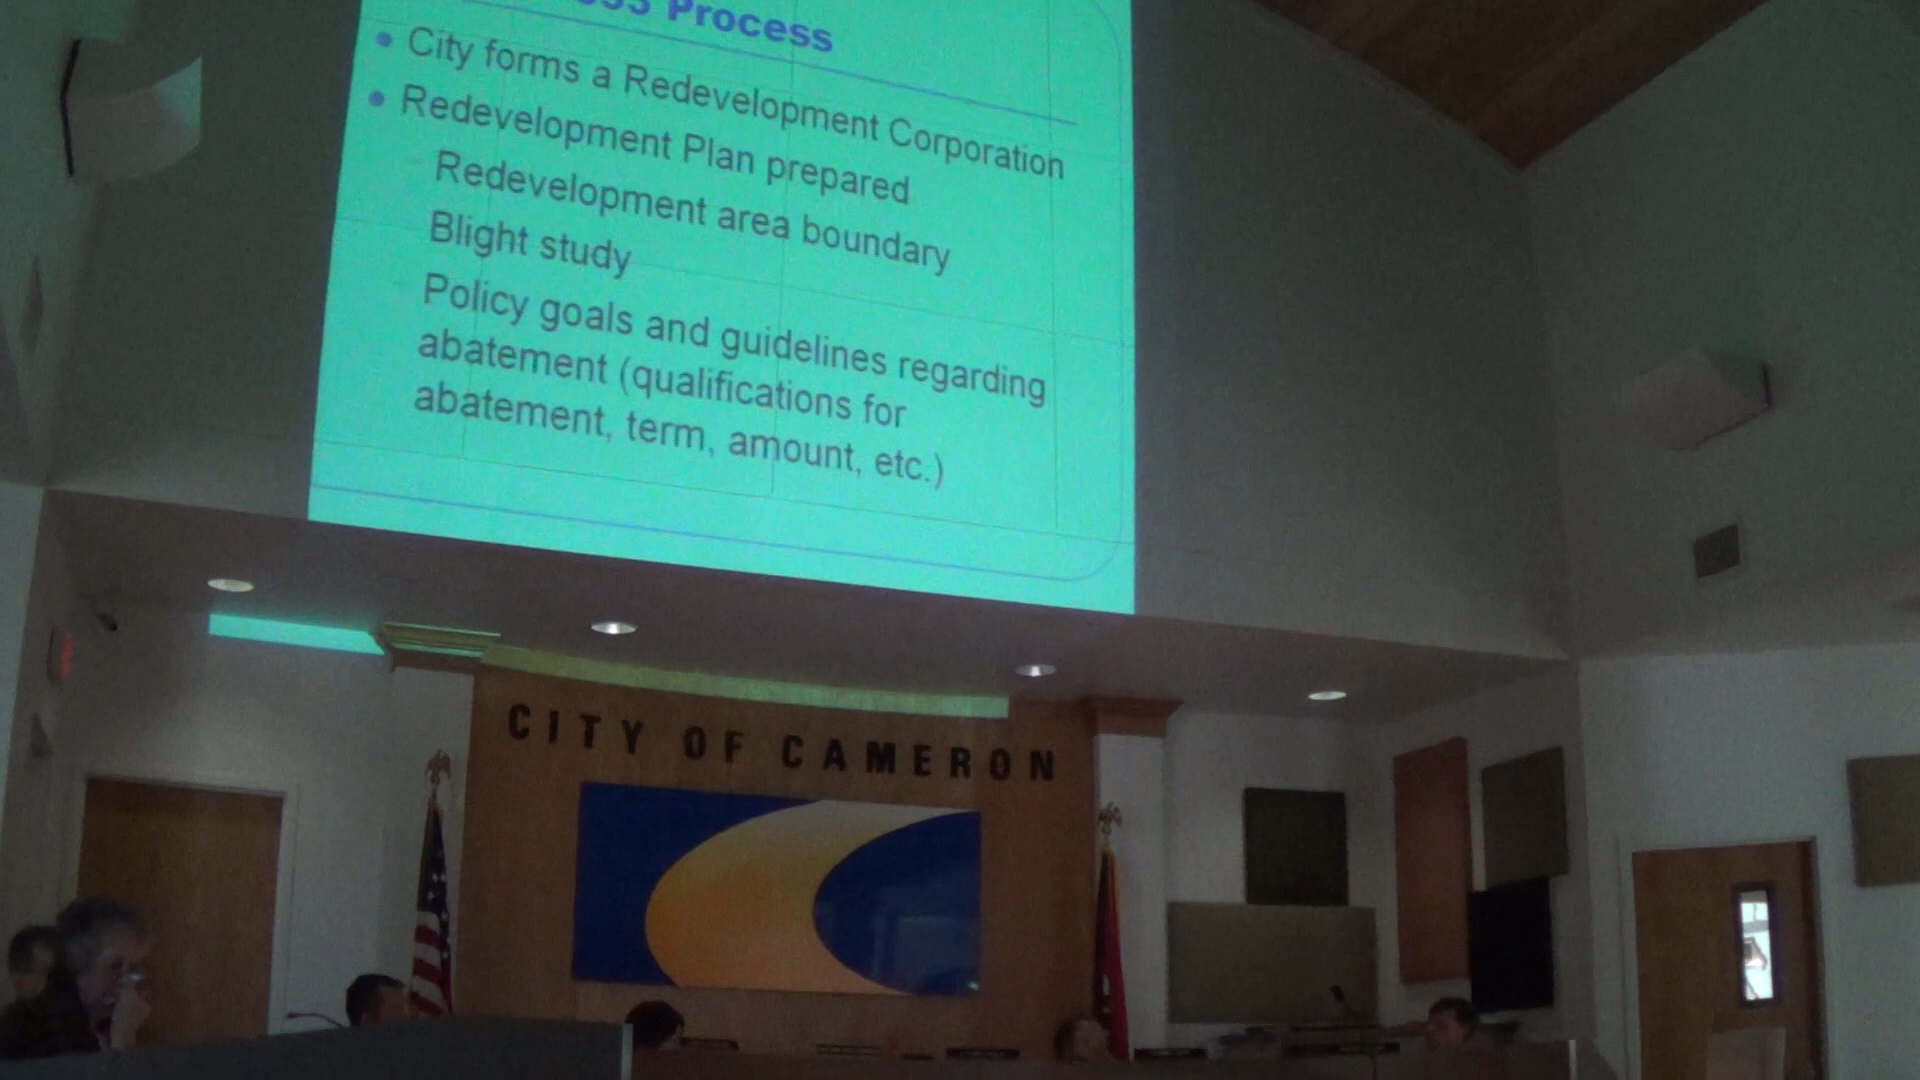 Process
City forms a Redevelopment Corporation
Redevelopment Plan prepared
Redevelopment area boundary
Blight study
Policy goals and guidelines regarding
abatement (qualifications for
abatement, term, amount, etc.)
CITY OF CAMERON